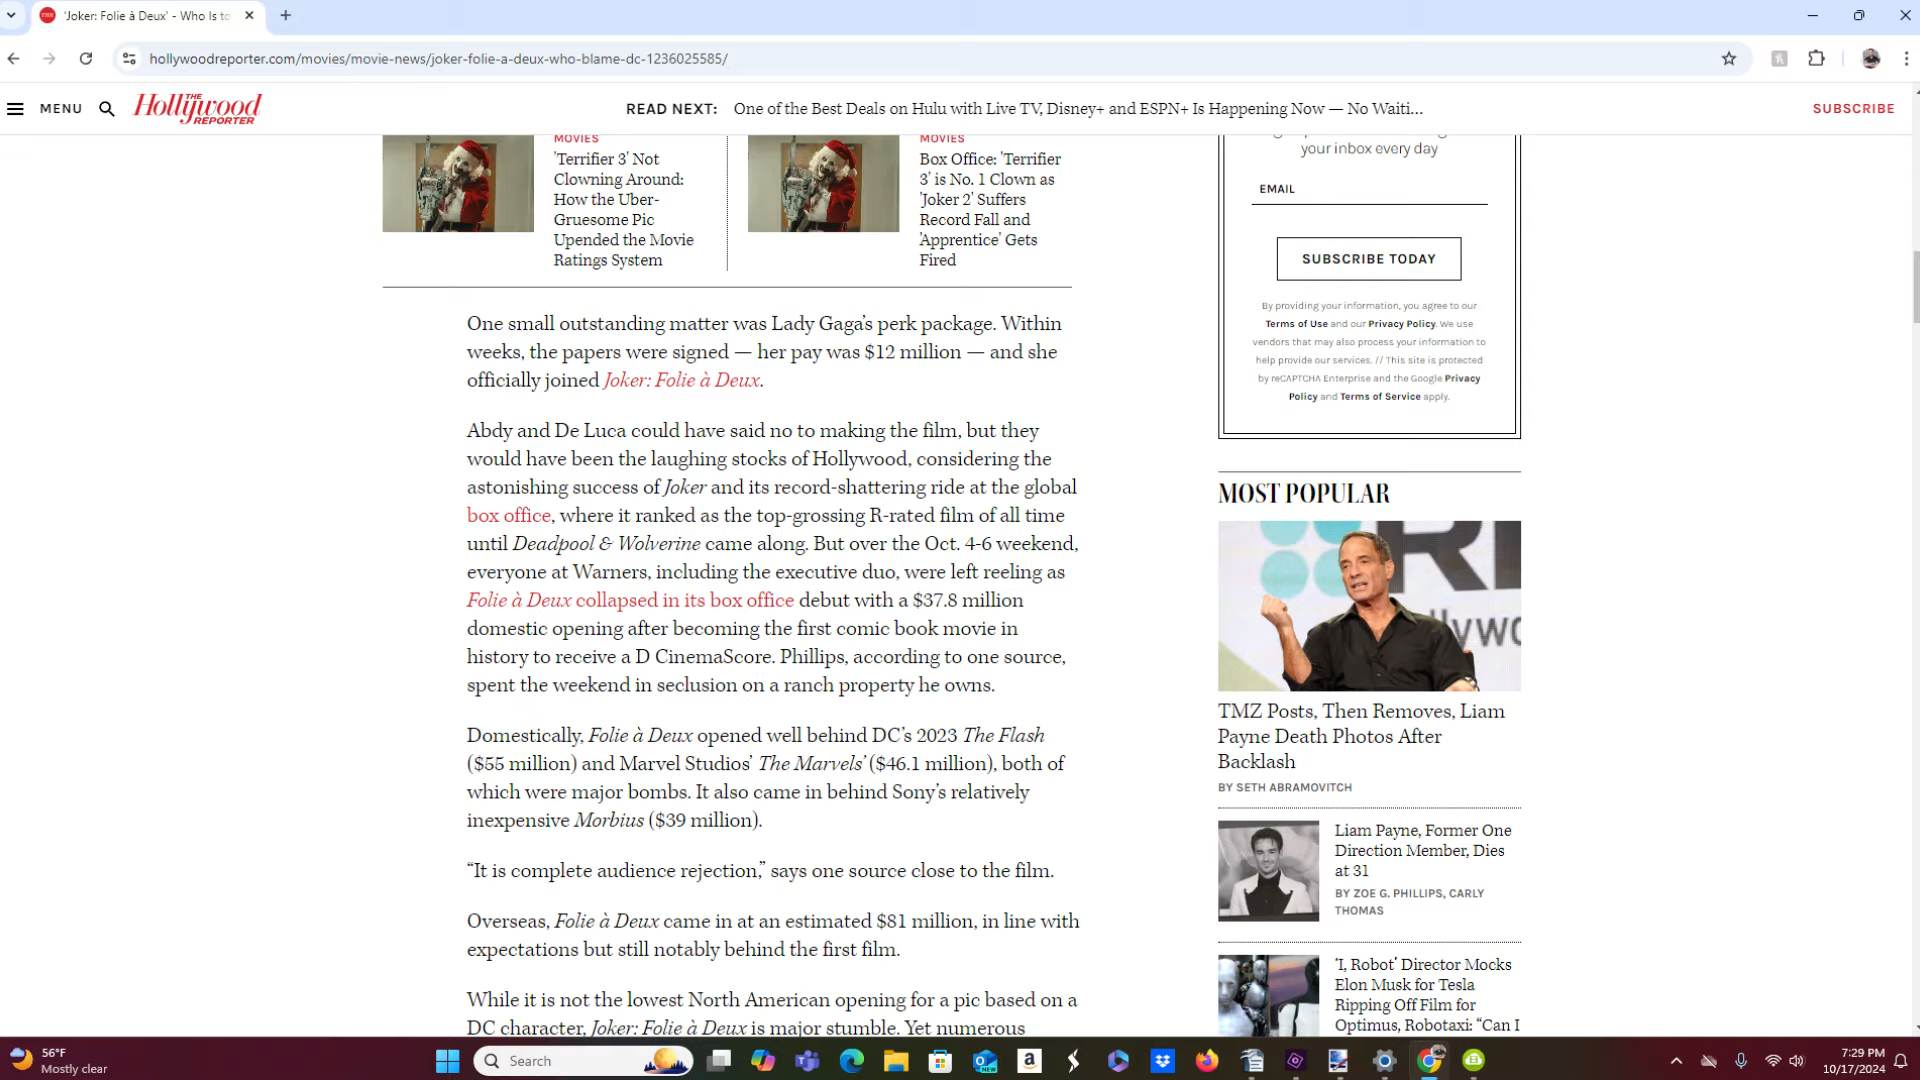 'Joker: Folie à Deux' - Who Is to
hollywoodreporter.com/movies/movie-news/joker-folie-a-deux-who-blame-dc-1236025585/
MENU
THE
Hollywood
REPORTER
READ NEXT: One of the Best Deals on Hulu with Live TV, Disney+ and ESPN+ Is Happening Now — No Waiti...
SUBSCRIBE
MOVIES
'Terrifier 3' Not
Clowning Around:
How the Uber-
Gruesome Pic
Upended the Movie
Ratings System
MOVIES
Box Office: 'Terrifier
3' is No. 1 Clown as
'Joker 2' Suffers
Record Fall and
'Apprentice' Gets
Fired
One small outstanding matter was Lady Gaga’s perk package. Within
weeks, the papers were signed — her pay was $12 million — and she
officially joined Joker: Folie à Deux.
Abdy and De Luca could have said no to making the film, but they
would have been the laughing stocks of Hollywood, considering the
astonishing success of Joker and its record-shattering ride at the global
box office, where it ranked as the top-grossing R-rated film of all time
until Deadpool & Wolverine came along. But over the Oct. 4-6 weekend,
everyone at Warners, including the executive duo, were left reeling as
Folie à Deux collapsed in its box office debut with a $37.8 million
domestic opening after becoming the first comic book movie in
history to receive a D CinemaScore. Phillips, according to one source,
spent the weekend in seclusion on a ranch property he owns.
Domestically, Folie à Deux opened well behind DC’s 2023 The Flash
($55 million) and Marvel Studios’ The Marvels’ ($46.1 million), both of
which were major bombs. It also came in behind Sony’s relatively
inexpensive Morbius ($39 million).
“It is complete audience rejection,” says one source close to the film.
Overseas, Folie à Deux came in at an estimated $81 million, in line with
expectations but still notably behind the first film.
While it is not the lowest North American opening for a pic based on a
DC character, Joker: Folie à Deux is major stumble. Yet numerous
your inbox every day
EMAIL
SUBSCRIBE TODAY
By providing your information, you agree to our
Terms of Use and our Privacy Policy. We use
vendors that may also process your information to
help provide our services. // This site is protected
by reCAPTCHA Enterprise and the Google Privacy
Policy and Terms of Service apply.
MOST POPULAR
TMZ Posts, Then Removes, Liam
Payne Death Photos After
Backlash
BY SETH ABRAMOVITCH
Liam Payne, Former One
Direction Member, Dies
at 31
BY ZOE G. PHILLIPS, CARLY
THOMAS
‘I, Robot’ Director Mocks
Elon Musk for Tesla
Ripping Off Film for
Optimus, Robotaxi: “Can I
56°F
Mostly clear
Search
7:29 PM
10/17/2024